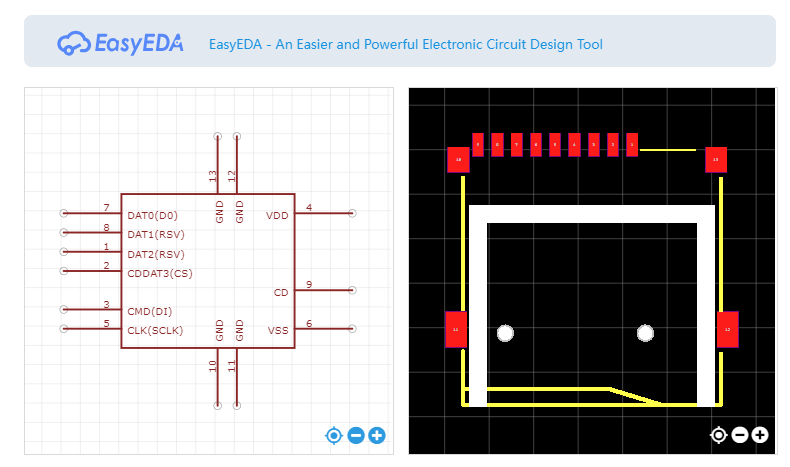 EasyEDA
EasyEDA - An Easier and Powerful Electronic Circuit Design Tool
13
12
7
DAT0(D0)
GND
GND
VDD
4
8
DAT1(RSV)
1
DAT2(RSV)
2
CDDAT3(CS)
9
CD
3
CMD(DI)
5
CLK(SCLK)
GND
GND
VSS
6
10
11
9
8
7
6
5
4
3
2
1
10
13
11
12